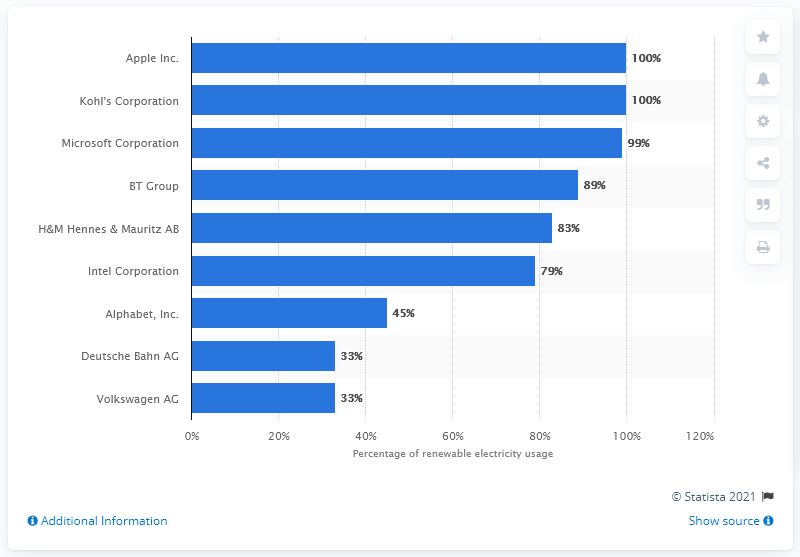 Apple Inc. 100%
Kohl's Corporation 100%
Microsoft Corporation 99%
BT Group 89%
H&M Hennes & Mauritz AB 83%
Intel Corporation 79%
Alphabet, Inc. 45%
Deutsche Bahn AG 33%
Volkswagen AG 33%
0% 20% 40% 60% 80% 100% 120%
Percentage of renewable electricity usage
© Statista 2021
Additional Information Show source